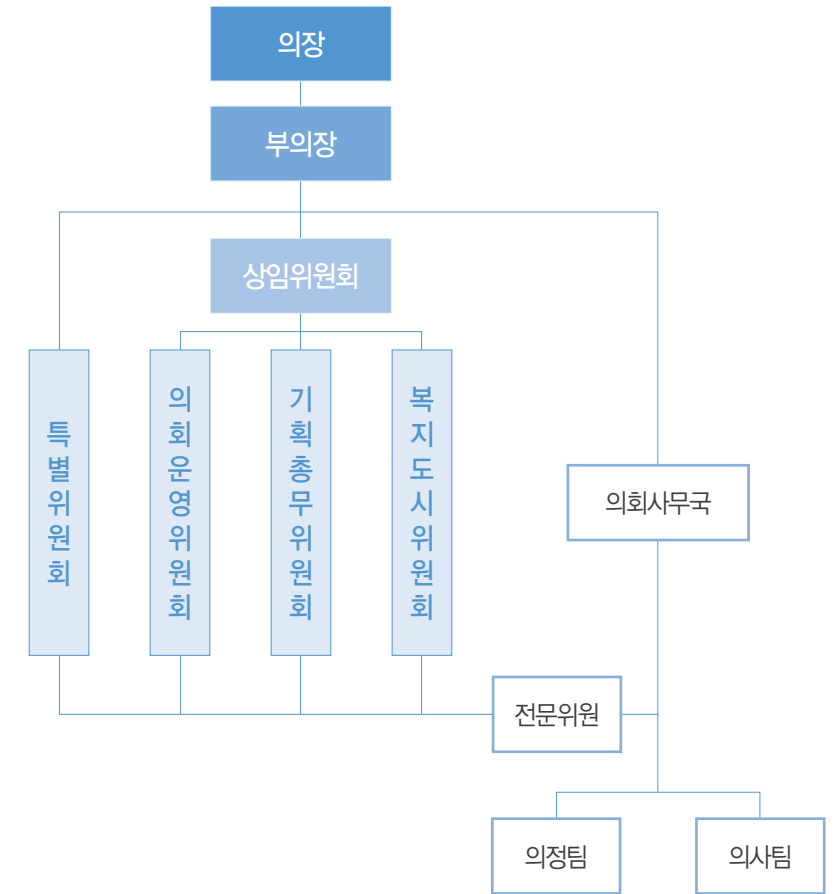 의장
부의장
상임위원회
특별위원회
의회운영위원회
기획총무위원회
복지도시위원회
의회사무국
전문위원
의정팀
의사팀